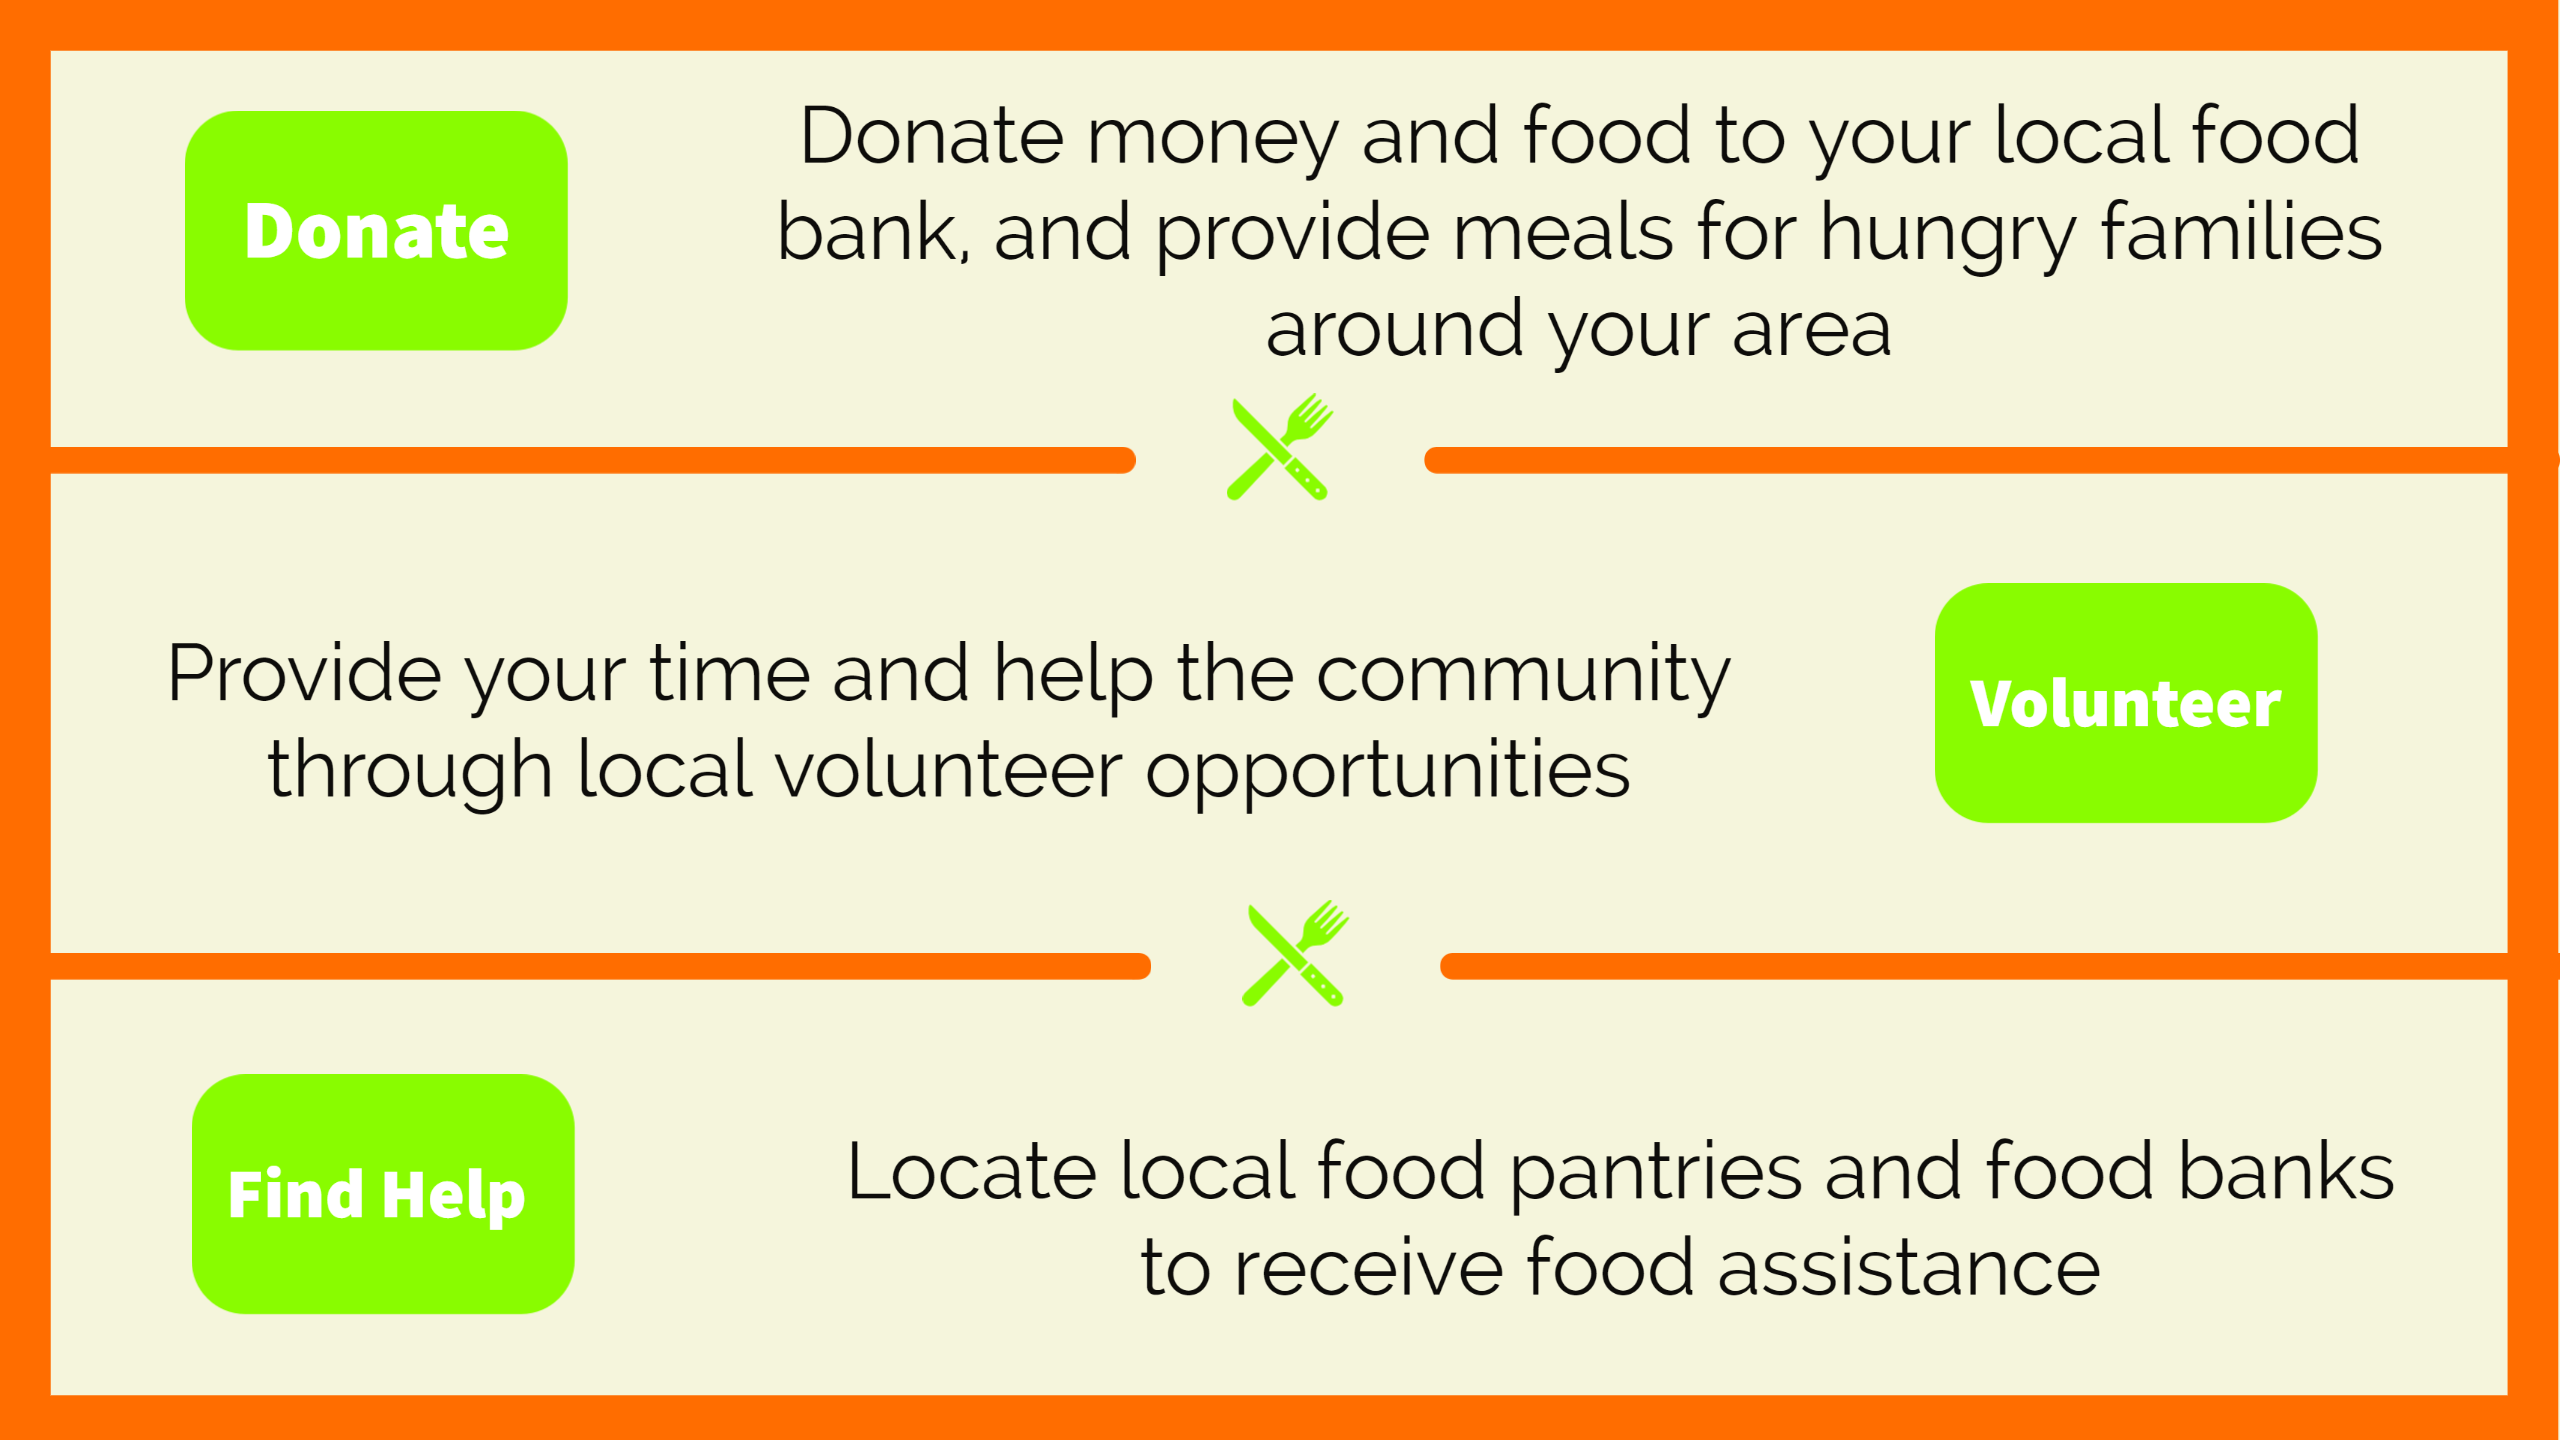 Donate
Donate money and food to your local food
bank, and provide meals for hungry families
around your area
Provide your time and help the community
through local volunteer opportunities
Volunteer
Find Help
Locate local food pantries and food banks
to receive food assistance